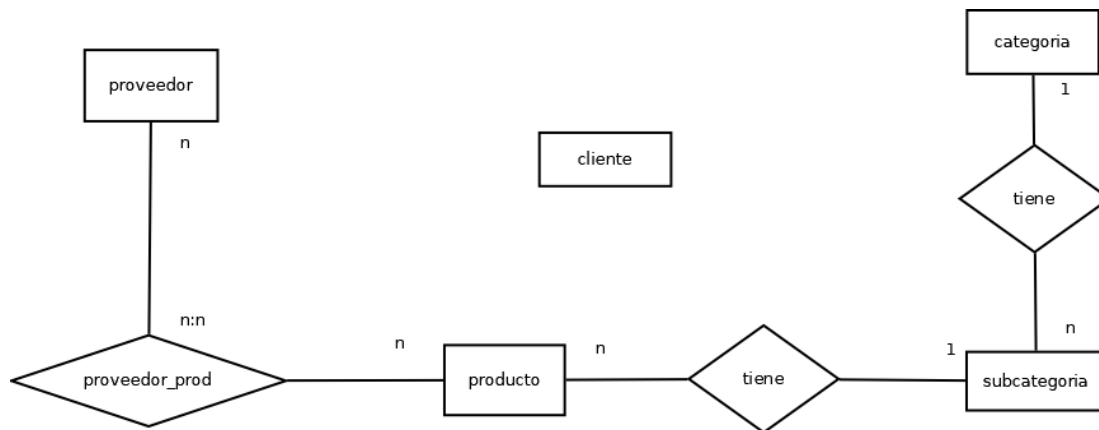 categoria
proveedor
1
n
cliente
tiene
n:n
n
n
n
1
proveedor_prod
producto
tiene
subcategoria